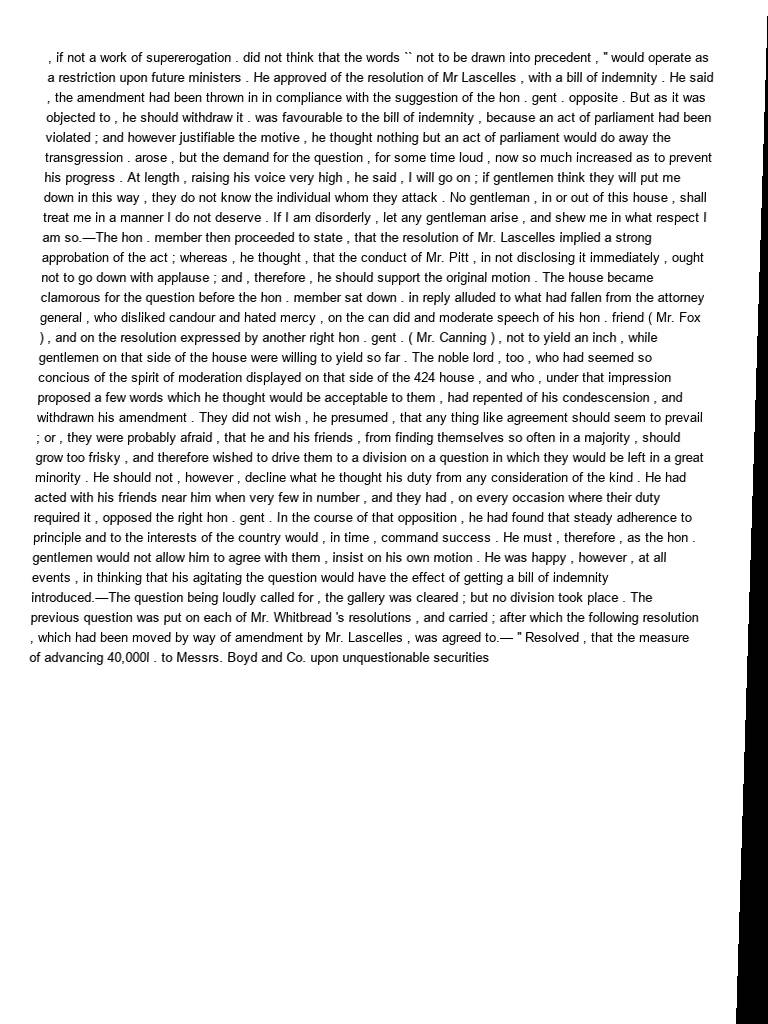 , if not a work of supererogation . did not think that the words `` not to be drawn into precedent , " would operate as
a restriction upon future ministers . He approved of the resolution of Mr Lascelles , with a bill of indemnity . He said
, the amendment had been thrown in in compliance with the suggestion of the hon . gent . opposite . But as it was
objected to , he should withdraw it . was favourable to the bill of indemnity , because an act of parliament had been
violated ; and however justifiable the motive , he thought nothing but an act of parliament would do away the
transgression . arose , but the demand for the question , for some time loud , now so much increased as to prevent
his progress . At length , raising his voice very high , he said , I will go on ; if gentlemen think they will put me
down in this way , they do not know the individual whom they attack . No gentleman , in or out of this house , shall
treat me in a manner I do not deserve . If I am disorderly , let any gentleman arise , and shew me in what respect I
am so.—The hon . member then proceeded to state , that the resolution of Mr. Lascelles implied a strong
approbation of the act ; whereas , he thought , that the conduct of Mr. Pitt , in not disclosing it immediately , ought
not to go down with applause ; and , therefore , he should support the original motion . The house became
clamorous for the question before the hon . member sat down . in reply alluded to what had fallen from the attorney
general , who disliked candour and hated mercy , on the can did and moderate speech of his hon . friend ( Mr. Fox
) , and on the resolution expressed by another right hon . gent . ( Mr. Canning ) , not to yield an inch , while
gentlemen on that side of the house were willing to yield so far . The noble lord , too , who had seemed so
concious of the spirit of moderation displayed on that side of the 424 house , and who , under that impression
proposed a few words which he thought would be acceptable to them , had repented of his condescension , and
withdrawn his amendment . They did not wish , he presumed , that any thing like agreement should seem to prevail
; or , they were probably afraid , that he and his friends , from finding themselves so often in a majority , should
grow too frisky , and therefore wished to drive them to a division on a question in which they would be left in a great
minority . He should not , however , decline what he thought his duty from any consideration of the kind . He had
acted with his friends near him when very few in number , and they had , on every occasion where their duty
required it , opposed the right hon . gent . In the course of that opposition , he had found that steady adherence to
principle and to the interests of the country would , in time , command success . He must , therefore , as the hon .
gentlemen would not allow him to agree with them , insist on his own motion . He was happy , however , at all
events , in thinking that his agitating the question would have the effect of getting a bill of indemnity
introduced.—The question being loudly called for , the gallery was cleared ; but no division took place . The
previous question was put on each of Mr. Whitbread 's resolutions , and carried ; after which the following resolution
, which had been moved by way of amendment by Mr. Lascelles , was agreed to.— " Resolved , that the measure
of advancing 40,000l . to Messrs. Boyd and Co. upon unquestionable securities